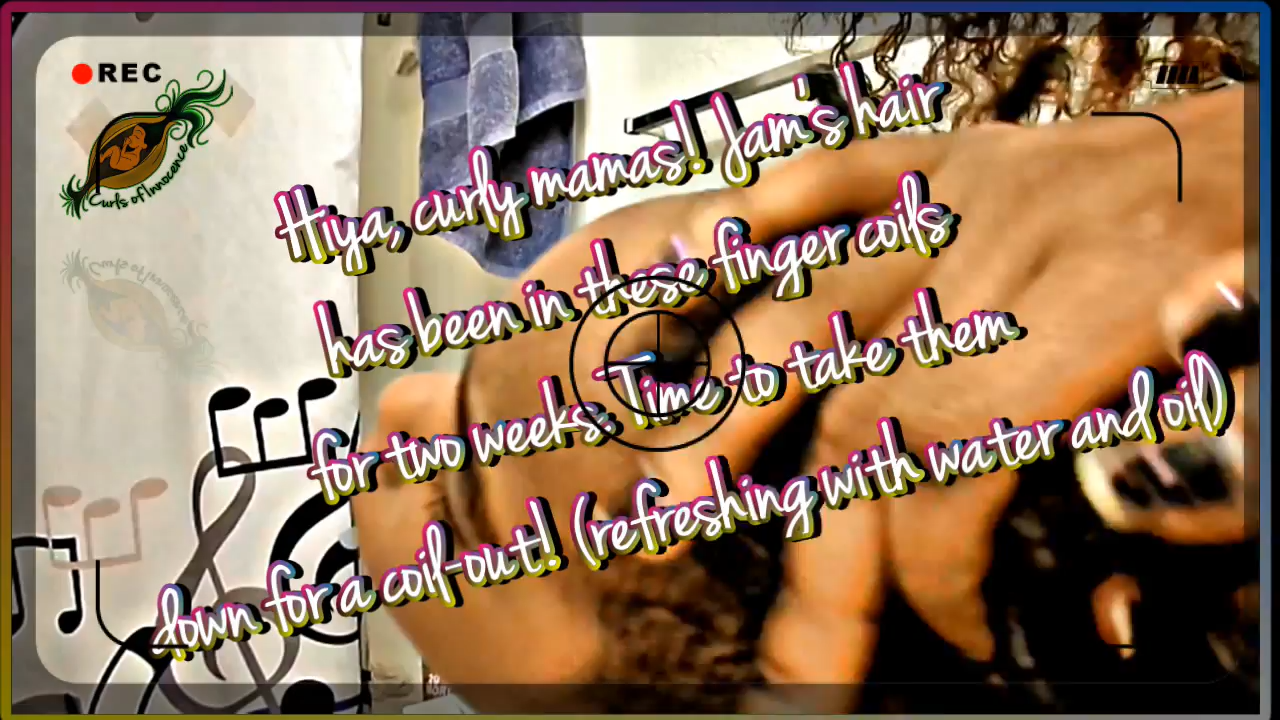 REC
Curls of Innocence
Hiya, curly mamas! Jam's hair
has been in these finger coils
for two weeks. Time to take them
down for a coil-out! (refreshing with water and oil)